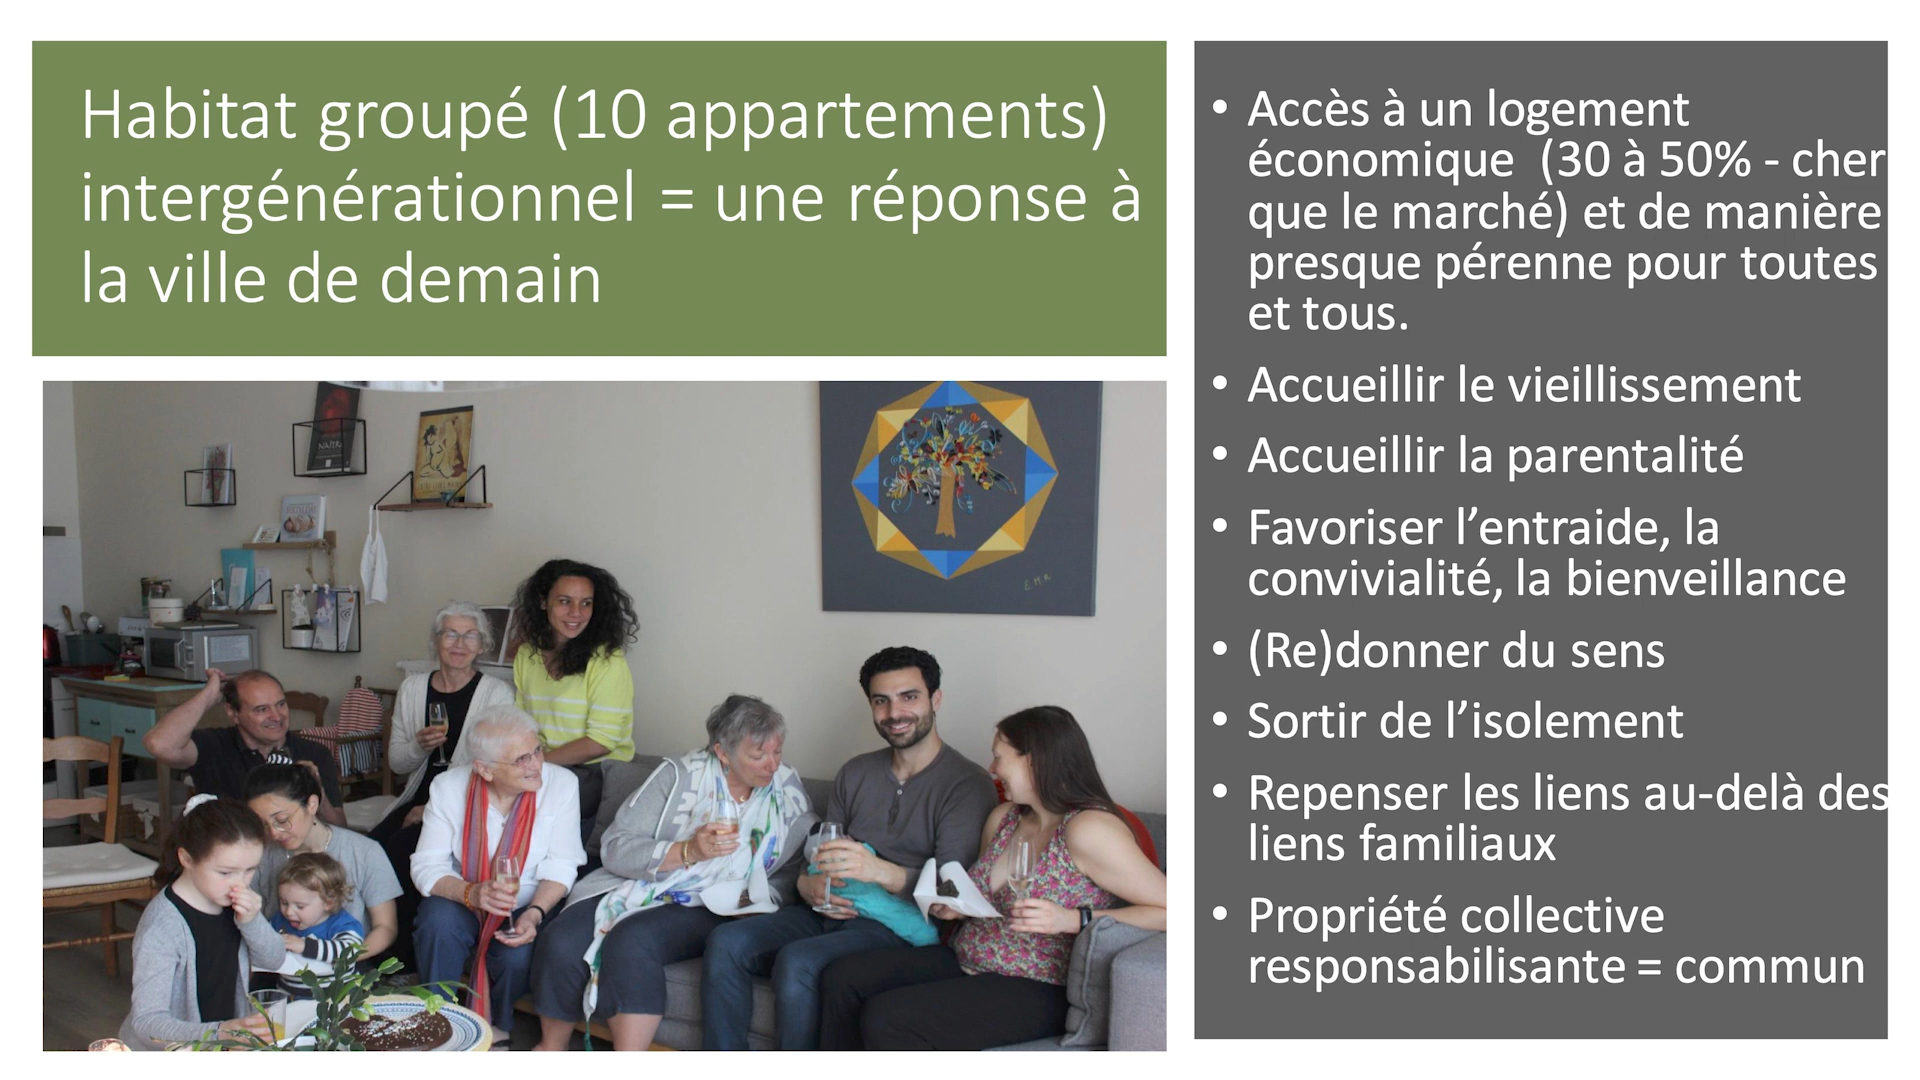 Habitat groupé (10 appartements)
intergénérationnel = une réponse à
la ville de demain
• Accès à un logement
économique (30 à 50% - cher
que le marché) et de manière
presque pérenne pour toutes
et tous.
• Accueillir le vieillissement
• Accueillir la parentalité
• Favoriser l’entraide, la
convivialité, la bienveillance
• (Re)donner du sens
• Sortir de l’isolement
• Repenser les liens au-delà des
liens familiaux
• Propriété collective
responsabilisante = commun